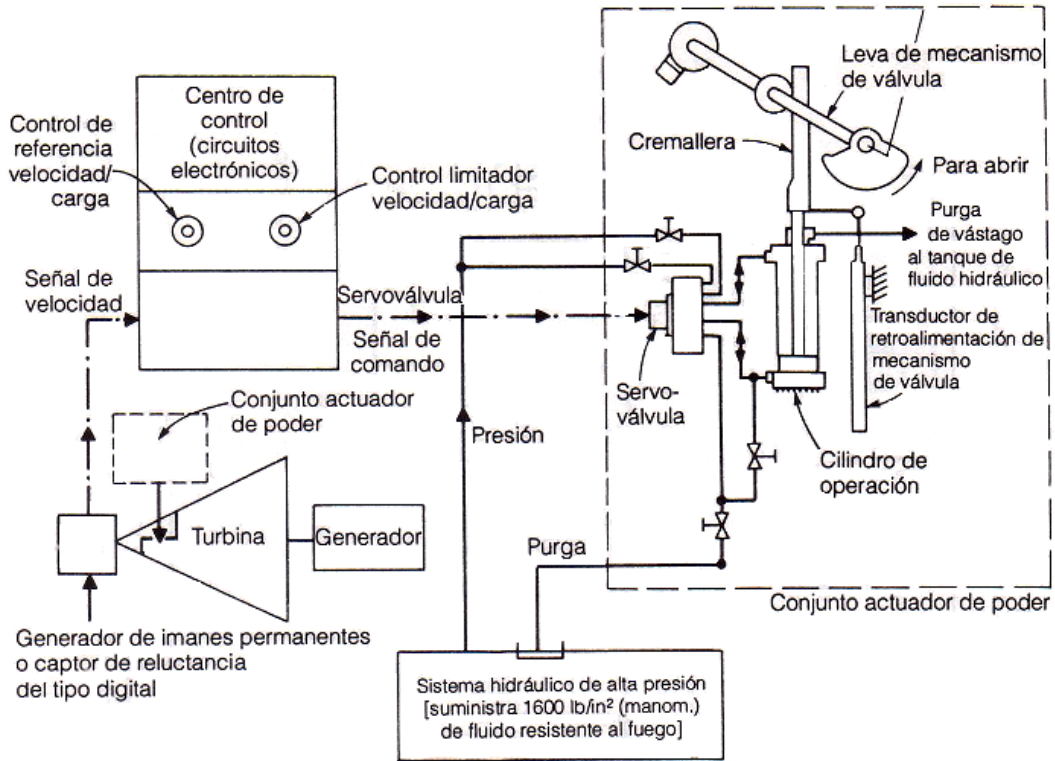 Centro de
control
(circuitos
electrónicos)
Control de
referencia
velocidad/
carga
Control limitador
velocidad/carga
Señal de
velocidad
Servoválvula
Señal de
comando
Conjunto actuador
de poder
Turbina
Generador
Generador de imanes permanentes
o captor de reluctancia
del tipo digital
Presión
Purga
Sistema hidráulico de alta presión
[suministra 1600 lb/in² (manom.)
de fluido resistente al fuego]
Leva de mecanismo
de válvula
Cremallera
Para abrir
Purga
de vástago
al tanque de
fluido hidráulico
Transductor de
retroalimentación de
mecanismo
de válvula
Servo-
válvula
Cilindro de
operación
Conjunto actuador de poder